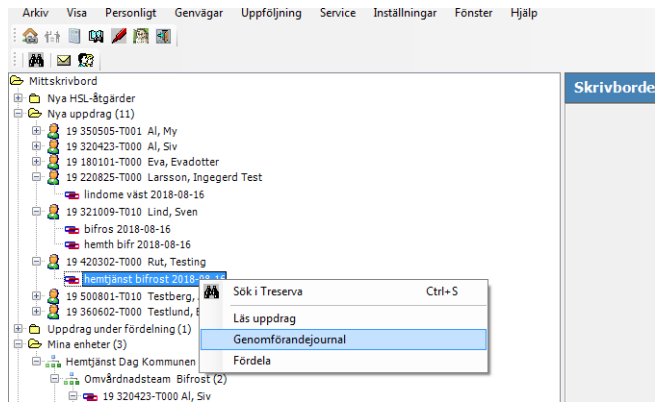 Arkiv Visa Personligt Genvägar Uppföljning Service Inställningar Fönster Hjälp
Mittskrivbord
Skrivborde
Nya HSL-åtgärder
Nya uppdrag (11)
19 350505-T001 Al, My
19 320423-T000 Al, Siv
19 180101-T000 Eva, Evadotter
19 220825-T000 Larsson, Ingegerd Test
lindome väst 2018-08-16
19 321009-T010 Lind, Sven
bifros 2018-08-16
hemth bifr 2018-08-16
19 420302-T000 Rut, Testing
hemtjänst bifrost 2018-08-16
Sök i Treserva Ctrl+S
19 500801-T010 Testberg,
19 360602-T000 Testlund,
Läs uppdrag
Uppdrag under fördelning (1)
Genomförandejournal
Mina enheter (3)
Fördela
Hemtjänst Dag Kommunen
Omvårdnadsteam Bifrost (2)
19 320423-T000 Al, Siv